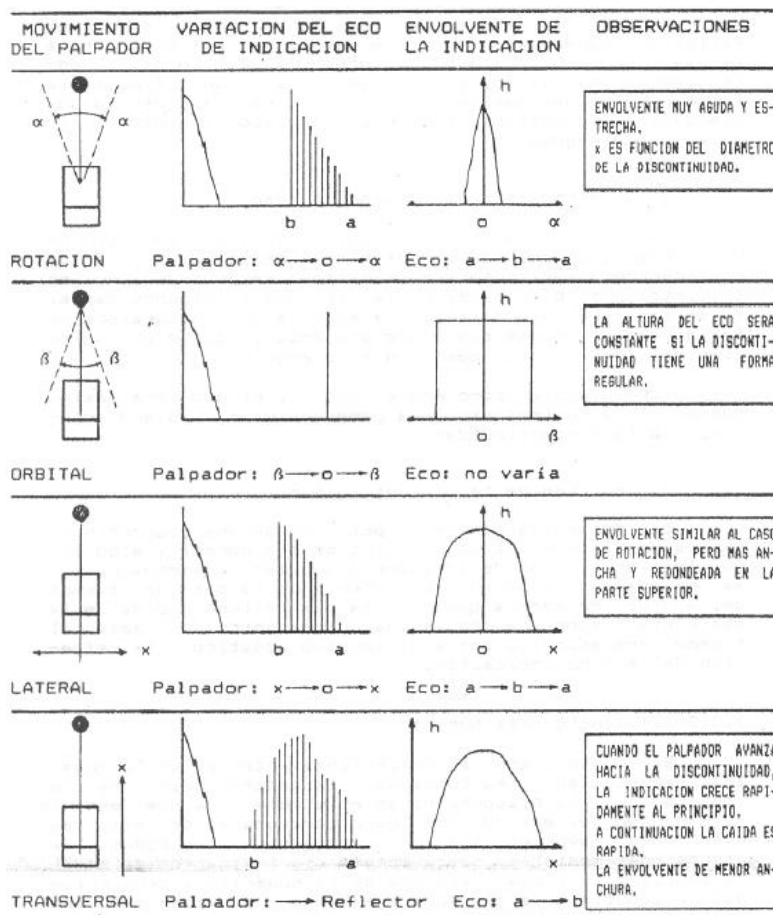 MOVIMIENTO DEL PALPADOR
VARIACION DEL ECO DE INDICACION
ENVOLVENTE DE LA INDICACION
OBSERVACIONES
α α
b a
h
o α
ENVOLVENTE MUY AGUDA Y ES-
TRECHA.
x ES FUNCION DEL DIAMETRO
DE LA DISCONTINUIDAD.
ROTACION Palpador: α→o→α Eco: a→b→a
β β
h
o β
LA ALTURA DEL ECO SERA
CONSTANTE SI LA DISCONTI-
NUIDAD TIENE UNA FORMA
REGULAR.
ORBITAL Palpador: β→o→β Eco: no varía
x
b a
h
o x
ENVOLVENTE SIMILAR AL CASO
DE ROTACION, PERO MAS AN-
CHA Y REDONDEADA EN LA
PARTE SUPERIOR.
LATERAL Palpador: x→o→x Eco: a→b→a
x
b a
h
x
CUANDO EL PALPADOR AVANZA
HACIA LA DISCONTINUIDAD,
LA INDICACION CRECE RAPI-
DAMENTE AL PRINCIPIO.
A CONTINUACION LA CAIDA ES
RAPIDA.
LA ENVOLVENTE DE MENOR AN-
CHURA.
TRANSVERSAL Palpador: →Reflector Eco: a→b